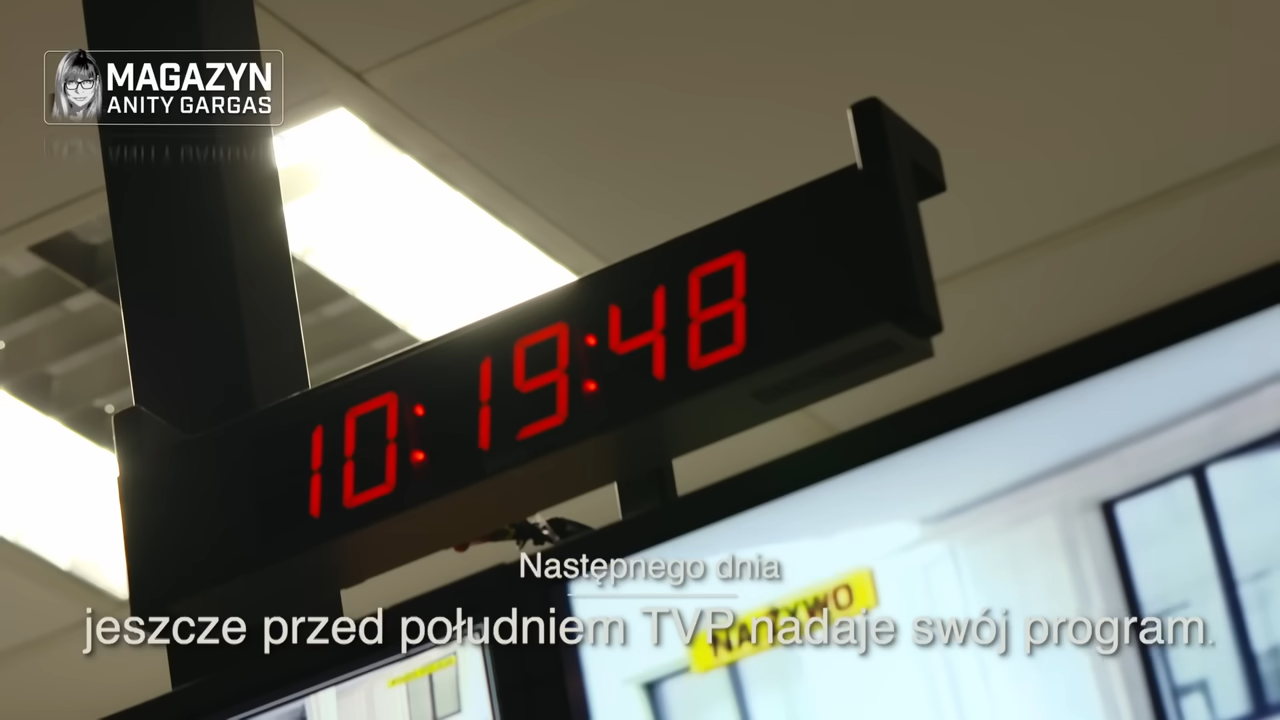 MAGAZYN
ANITY GARGAS
10:19:48
Następnego dnia
jeszcze przed południem TVP nadaje swój program.
NA ŻYWO